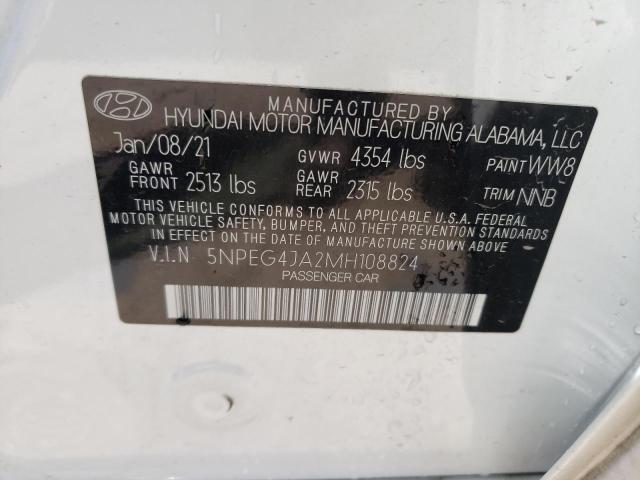 MANUFACTURED BY
HYUNDAI MOTOR MANUFACTURING ALABAMA, LLC
Jan/08/21 GVWR 4354 lbs PAINT WW8
GAWR FRONT 2513 lbs GAWR REAR 2315 lbs TRIM NNB
THIS VEHICLE CONFORMS TO ALL APPLICABLE U.S.A. FEDERAL
MOTOR VEHICLE SAFETY, BUMPER, AND THEFT PREVENTION STANDARDS
IN EFFECT ON THE DATE OF MANUFACTURE SHOWN ABOVE.
V.I.N 5NPEG4JA2MH108824
PASSENGER CAR